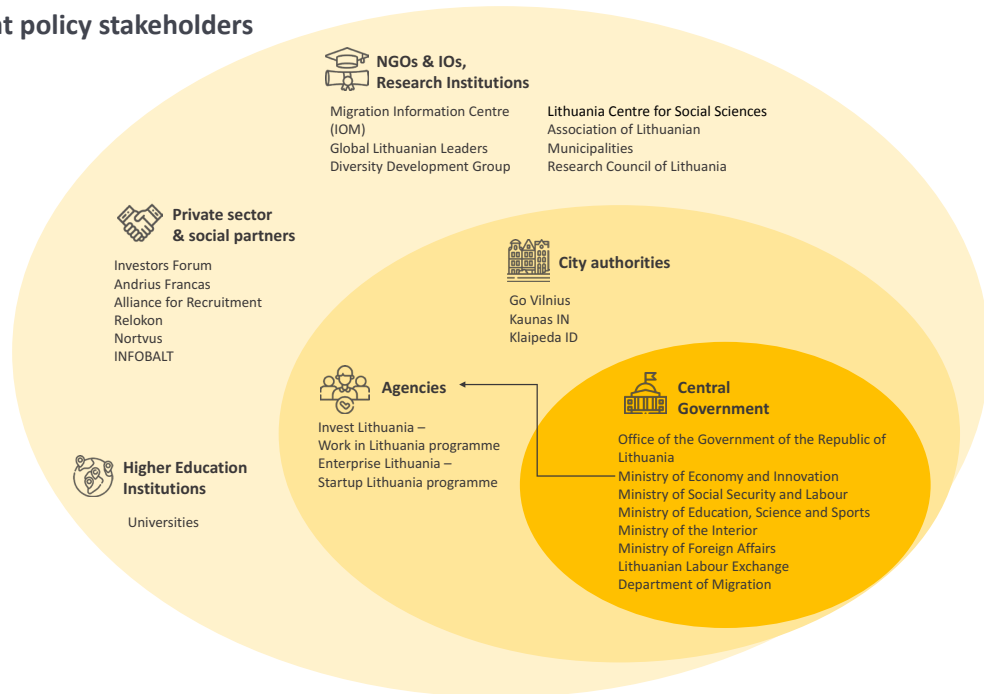 nt policy stakeholders
NGOs & IOs,
Research Institutions
Migration Information Centre
(IOM)
Global Lithuanian Leaders
Diversity Development Group
Lithuania Centre for Social Sciences
Association of Lithuanian
Municipalities
Research Council of Lithuania
Private sector
& social partners
Investors Forum
Andrius Francas
Alliance for Recruitment
Relokon
Nortvus
INFOBALT
City authorities
Go Vilnius
Kaunas IN
Klaipeda ID
Agencies
Invest Lithuania –
Work in Lithuania programme
Enterprise Lithuania –
Startup Lithuania programme
Central
Government
Office of the Government of the Republic of
Lithuania
Ministry of Economy and Innovation
Ministry of Social Security and Labour
Ministry of Education, Science and Sports
Ministry of the Interior
Ministry of Foreign Affairs
Lithuanian Labour Exchange
Department of Migration
Higher Education
Institutions
Universities